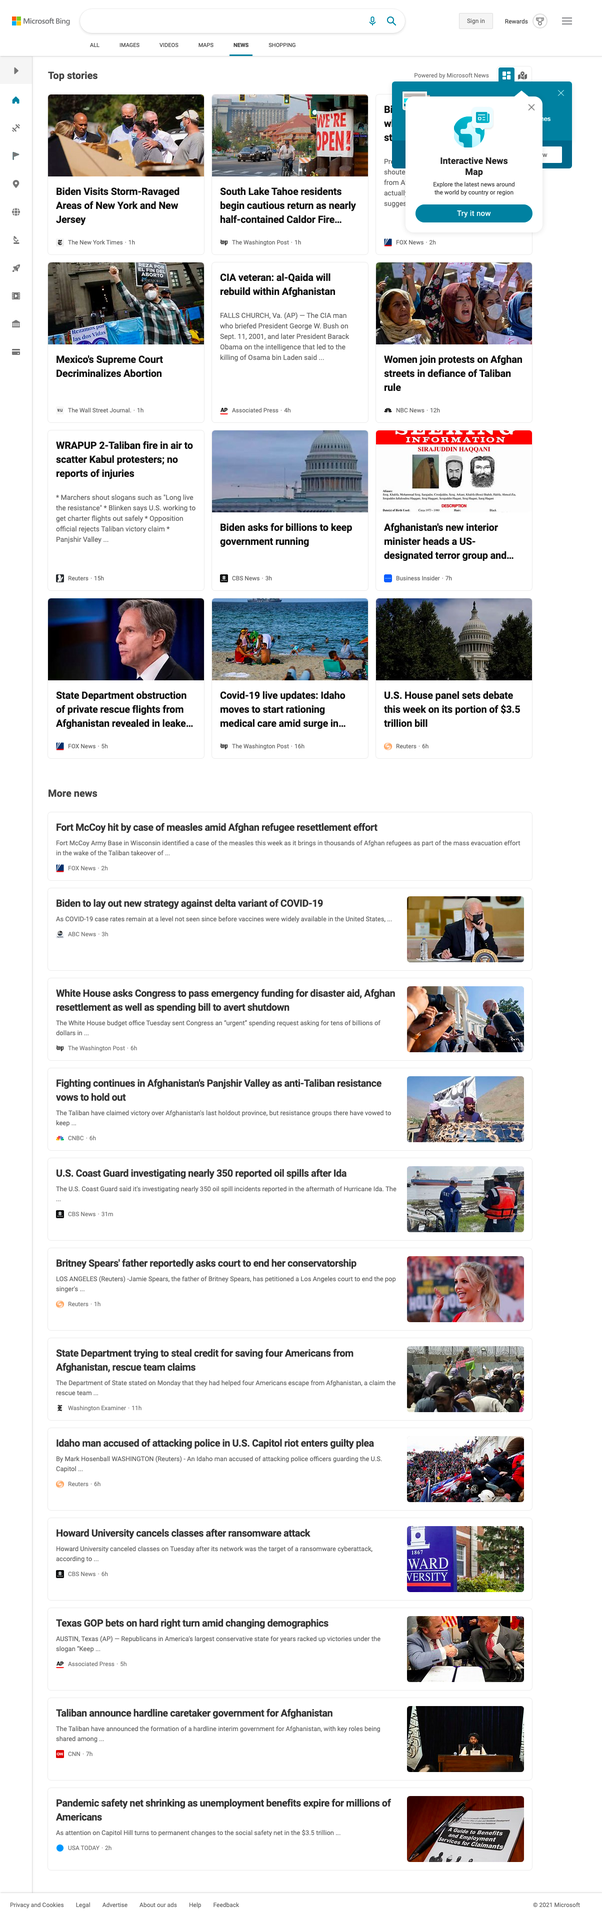 Microsoft Bing
Sign in
Rewards
ALL IMAGES VIDEOS MAPS NEWS SHOPPING
Top stories
Powered by Microsoft News
Interactive News
Map
Explore the latest news around
the world by country or region
Try it now
WE'RE
OPEN!
Biden Visits Storm-Ravaged
Areas of New York and New
Jersey
The New York Times · 1h
South Lake Tahoe residents
begin cautious return as nearly
half-contained Caldor Fire...
The Washington Post · 1h
FOX News · 2h
Mexico's Supreme Court
Decriminalizes Abortion
The Wall Street Journal. · 1h
CIA veteran: al-Qaida will
rebuild within Afghanistan
FALLS CHURCH, Va. (AP) — The CIA man
who briefed President George W. Bush on
Sept. 11, 2001, and later President Barack
Obama on the intelligence that led to the
killing of Osama bin Laden said ...
AP Associated Press · 4h
Women join protests on Afghan
streets in defiance of Taliban
rule
NBC News · 12h
WRAPUP 2-Taliban fire in air to
scatter Kabul protesters; no
reports of injuries
* Marchers shout slogans such as "Long live
the resistance" * Blinken says U.S. working to
get charter flights out safely * Opposition
official rejects Taliban victory claim *
Panjshir Valley ...
Reuters · 15h
Biden asks for billions to keep
government running
CBS News · 3h
INFORMATION
SIRAJUDDIN HAQQANI
DESCRIPTION
Afghanistan's new interior
minister heads a US-
designated terror group and...
Business Insider · 7h
State Department obstruction
of private rescue flights from
Afghanistan revealed in leake...
FOX News · 5h
Covid-19 live updates: Idaho
moves to start rationing
medical care amid surge in...
The Washington Post · 16h
U.S. House panel sets debate
this week on its portion of $3.5
trillion bill
Reuters · 6h
More news
Fort McCoy hit by case of measles amid Afghan refugee resettlement effort
Fort McCoy Army Base in Wisconsin identified a case of the measles this week as it brings in thousands of Afghan refugees as part of the mass evacuation effort
in the wake of the Taliban takeover of ...
FOX News · 2h
Biden to lay out new strategy against delta variant of COVID-19
As COVID-19 case rates remain at a level not seen since before vaccines were widely available in the United States, ...
ABC News · 3h
White House asks Congress to pass emergency funding for disaster aid, Afghan
resettlement as well as spending bill to avert shutdown
The White House budget office Tuesday sent Congress an "urgent" spending request asking for tens of billions of
dollars in ...
The Washington Post · 6h
Fighting continues in Afghanistan's Panjshir Valley as anti-Taliban resistance
vows to hold out
The Taliban have claimed victory over Afghanistan's last holdout province, but resistance groups there have vowed to
keep ...
CNBC · 6h
U.S. Coast Guard investigating nearly 350 reported oil spills after Ida
The U.S. Coast Guard said it's investigating nearly 350 oil spill incidents reported in the aftermath of Hurricane Ida. The
...
CBS News · 31m
Britney Spears' father reportedly asks court to end her conservatorship
LOS ANGELES (Reuters) -Jamie Spears, the father of Britney Spears, has petitioned a Los Angeles court to end the pop
singer's ...
Reuters · 1h
State Department trying to steal credit for saving four Americans from
Afghanistan, rescue team claims
The Department of State stated on Monday that they had helped four Americans escape from Afghanistan, a claim the
rescue team ...
Washington Examiner · 11h
Idaho man accused of attacking police in U.S. Capitol riot enters guilty plea
By Mark Hosenball WASHINGTON (Reuters) - An Idaho man accused of attacking police officers guarding the U.S.
Capitol ...
Reuters · 6h
Howard University cancels classes after ransomware attack
Howard University canceled classes on Tuesday after its network was the target of a ransomware cyberattack,
according to ...
CBS News · 6h
1867
WARD
VERSITY
Texas GOP bets on hard right turn amid changing demographics
AUSTIN, Texas (AP) — Republicans in America's largest conservative state for years racked up victories under the
slogan "Keep ...
AP Associated Press · 5h
Taliban announce hardline caretaker government for Afghanistan
The Taliban have announced the formation of a hardline interim government for Afghanistan, with key roles being
shared among ...
CNN · 7h
Pandemic safety net shrinking as unemployment benefits expire for millions of
Americans
As attention on Capitol Hill turns to permanent changes to the social safety net in the $3.5 trillion ...
USA TODAY · 2h
A Guide to Benefits
and Employment
Services for Claimants
Privacy and Cookies Legal Advertise About our ads Help Feedback
© 2021 Microsoft